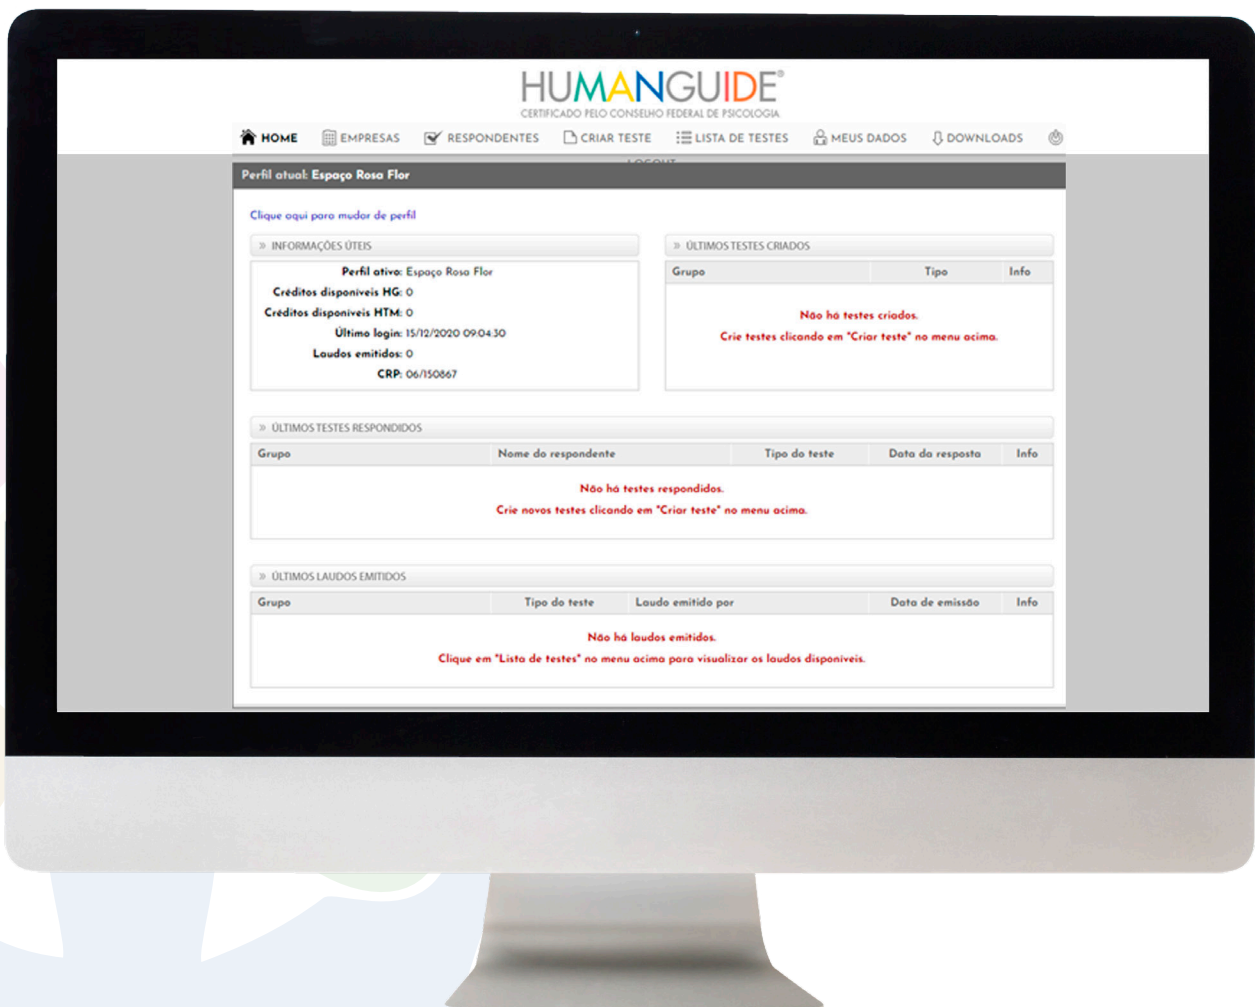 HUMANGUIDE®
CERTIFICADO PELO CONSELHO FEDERAL DE PSICOLOGIA
HOME EMPRESAS RESPONDENTES CRIAR TESTE LISTA DE TESTES MEUS DADOS DOWNLOADS
LOGOUT
Perfil atual: Espaço Rosa Flor
Clique aqui para mudar de perfil
» INFORMAÇÕES ÚTEIS
Perfil ativo: Espaço Rosa Flor
Créditos disponíveis HG: 0
Créditos disponíveis HTM: 0
Último login: 15/12/2020 09:04:30
Laudos emitidos: 0
CRP: 06/150867
» ÚLTIMOS TESTES CRIADOS
Grupo Tipo Info
Não há testes criados.
Crie testes clicando em "Criar teste" no menu acima.
» ÚLTIMOS TESTES RESPONDIDOS
Grupo Nome do respondente Tipo do teste Data da resposta Info
Não há testes respondidos.
Crie novos testes clicando em "Criar teste" no menu acima.
» ÚLTIMOS LAUDOS EMITIDOS
Grupo Tipo do teste Laudo emitido por Data de emissão Info
Não há laudos emitidos.
Clique em "Lista de testes" no menu acima para visualizar os laudos disponíveis.